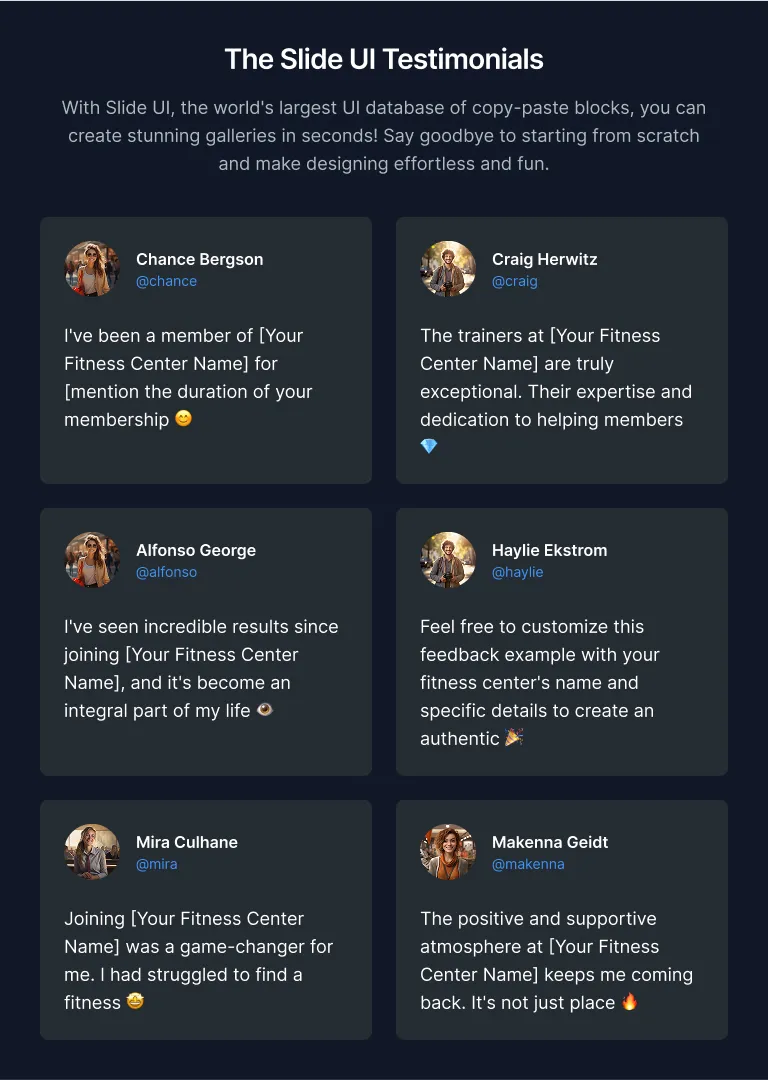 The Slide UI Testimonials
With Slide UI, the world's largest UI database of copy-paste blocks, you can
create stunning galleries in seconds! Say goodbye to starting from scratch
and make designing effortless and fun.
Chance Bergson
@chance
I've been a member of [Your
Fitness Center Name] for
[mention the duration of your
membership 😊
Craig Herwitz
@craig
The trainers at [Your Fitness
Center Name] are truly
exceptional. Their expertise and
dedication to helping members
💎
Alfonso George
@alfonso
I've seen incredible results since
joining [Your Fitness Center
Name], and it's become an
integral part of my life 👁️
Haylie Ekstrom
@haylie
Feel free to customize this
feedback example with your
fitness center's name and
specific details to create an
authentic 🎉
Mira Culhane
@mira
Joining [Your Fitness Center
Name] was a game-changer for
me. I had struggled to find a
fitness 🤩
Makenna Geidt
@makenna
The positive and supportive
atmosphere at [Your Fitness
Center Name] keeps me coming
back. It's not just place 🔥